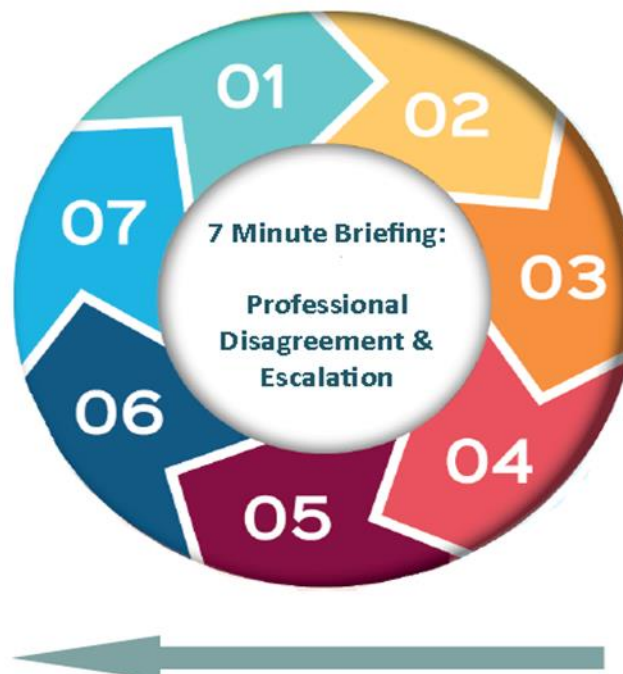 01
02
03
04
05
06
07
7 Minute Briefing:
Professional
Disagreement &
Escalation